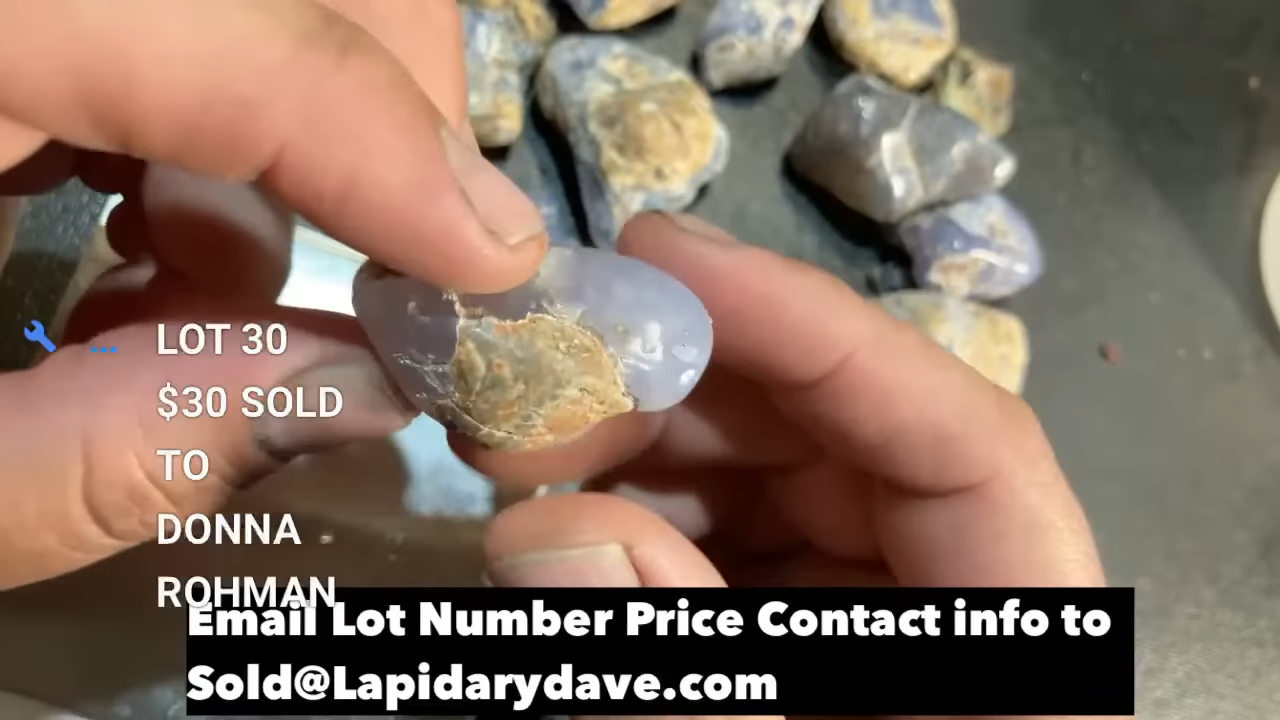 LOT 30
$30 SOLD
TO
DONNA
ROHMAN
Email Lot Number Price Contact info to
Sold@Lapidarydave.com